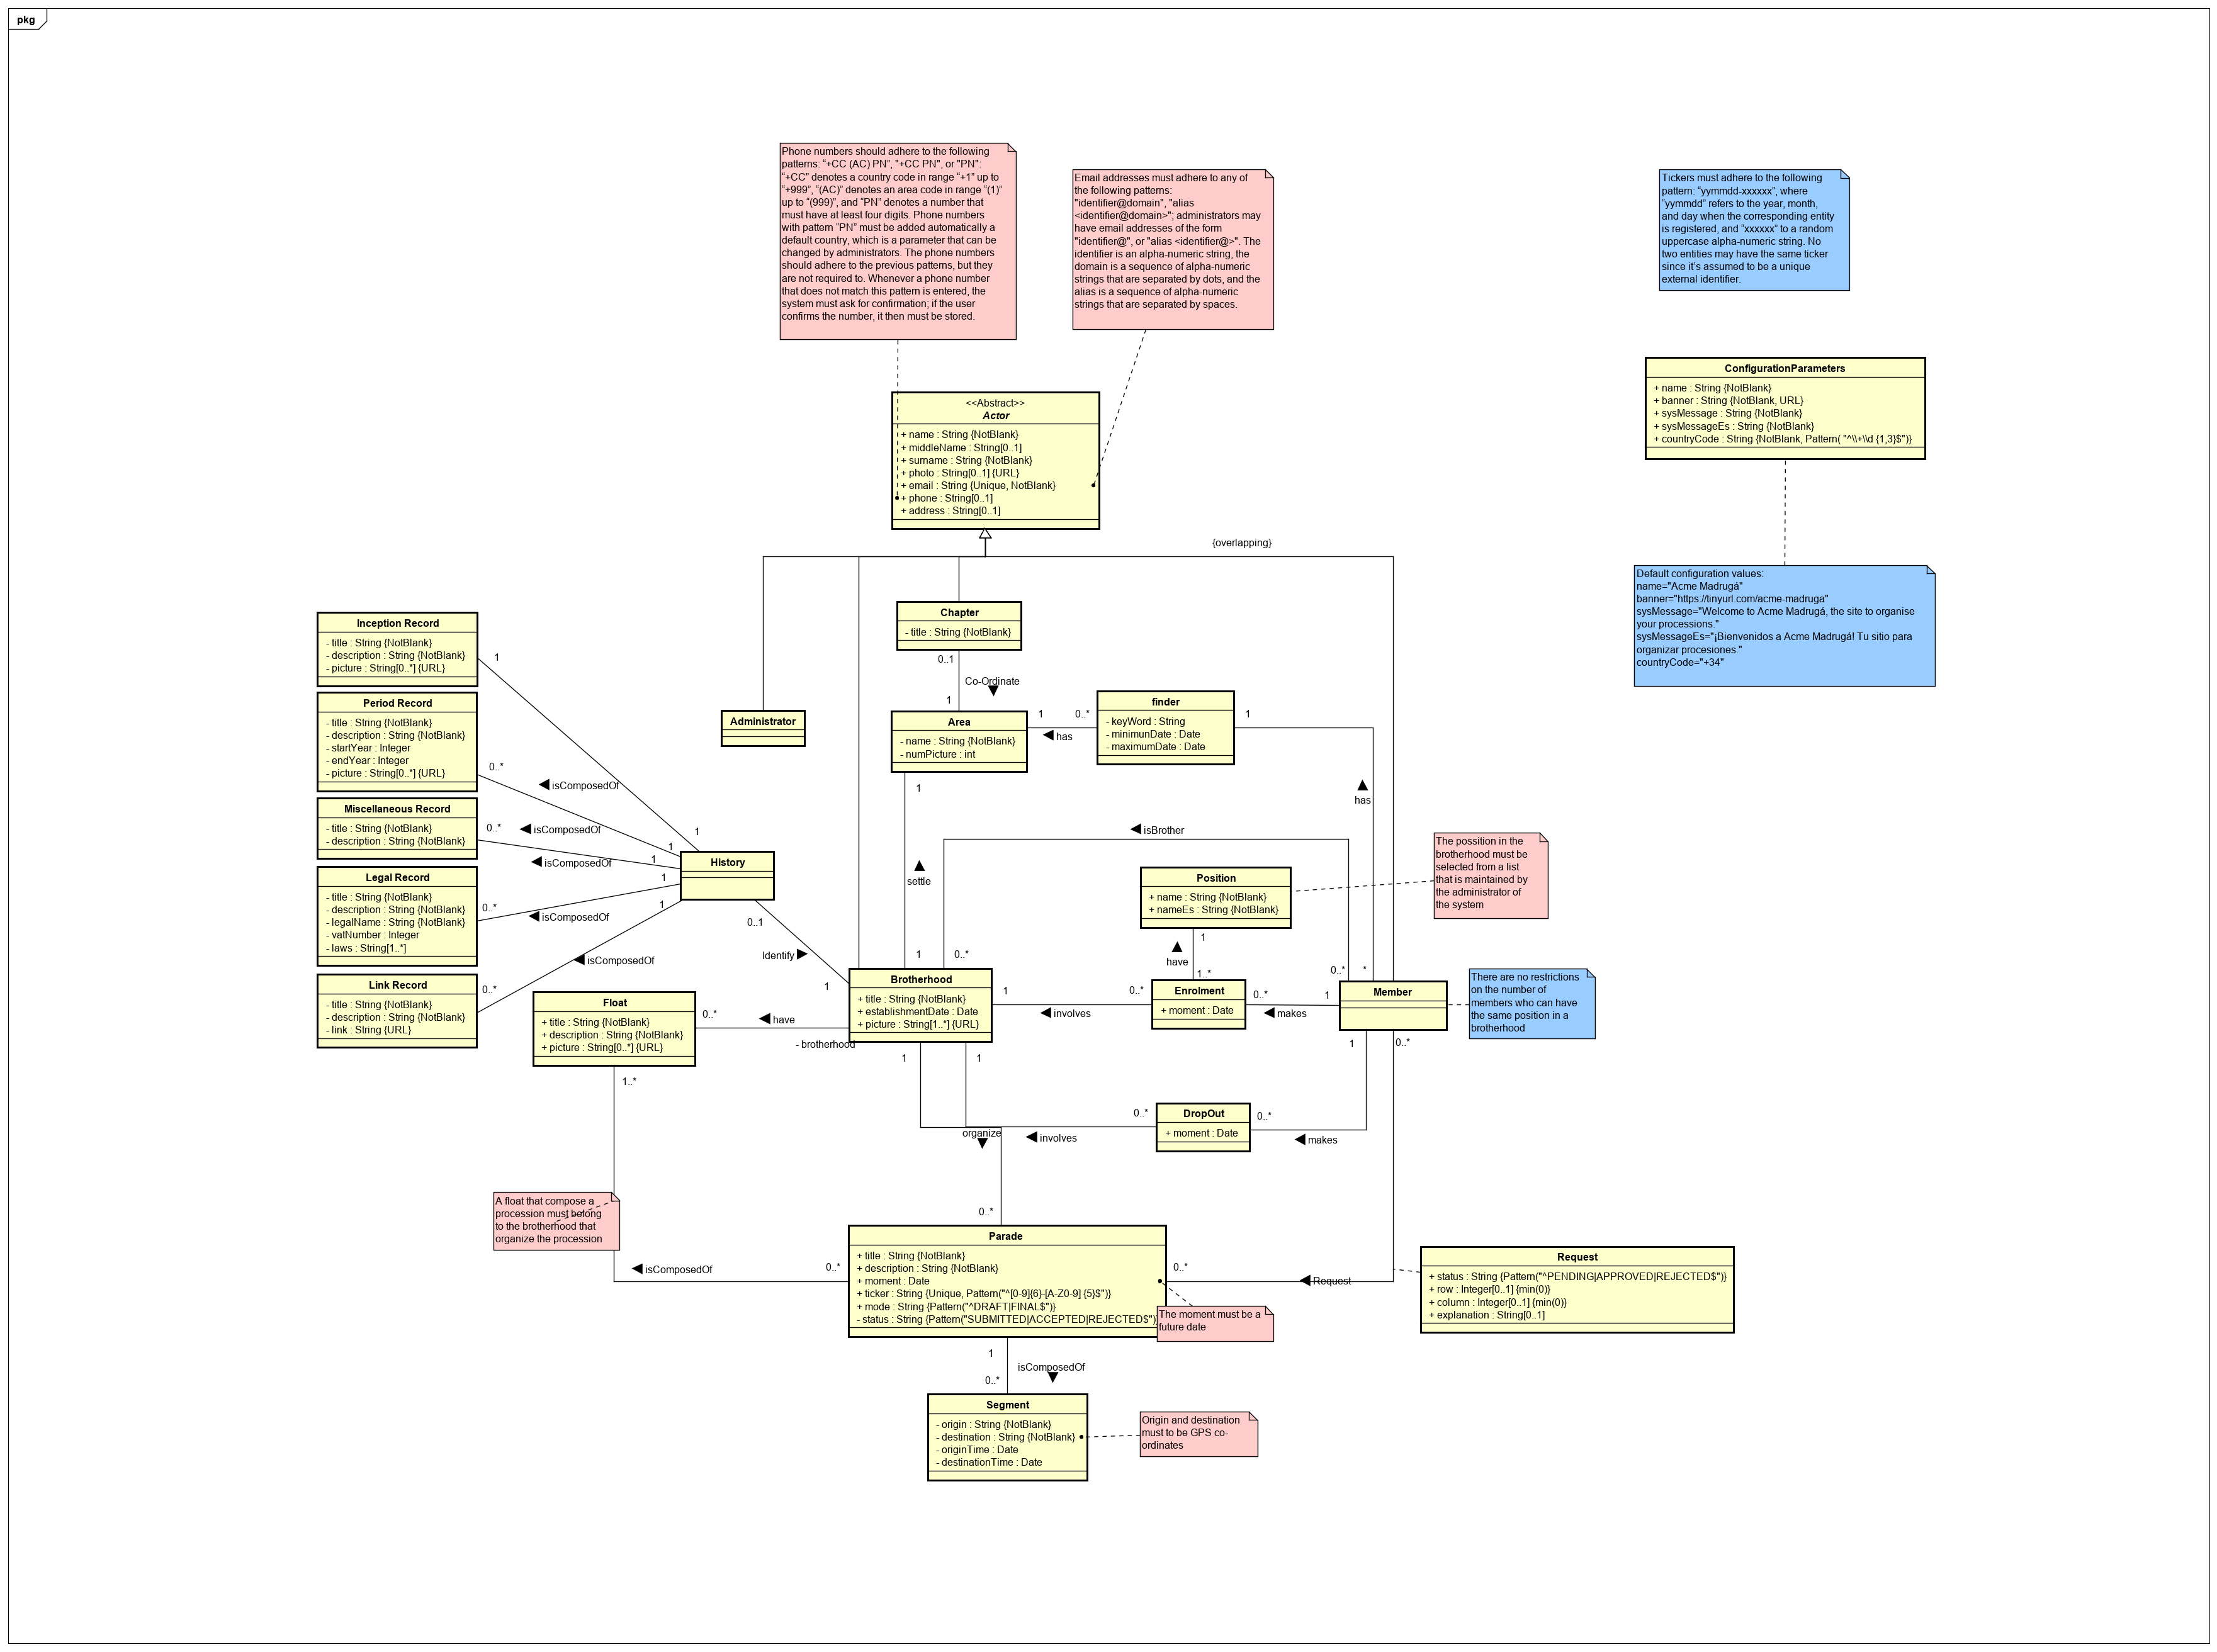 pkg
Phone numbers should adhere to the following
patterns: "+CC (AC) PN", "+CC PN", or "PN":
"+CC" denotes a country code in range "+1" up to
"+999", "(AC)" denotes an area code in range "(1)"
up to "(999)", and "PN" denotes a number that
must have at least four digits. Phone numbers
with pattern "PN" must be added automatically a
default country, which is a parameter that can be
changed by administrators. The phone numbers
should adhere to the previous patterns, but they
are not required to. Whenever a phone number
that does not match this pattern is entered, the
system must ask for confirmation; if the user
confirms the number, it then must be stored.
Email addresses must adhere to any of
the following patterns:
"identifier@domain", "alias
<identifier@domain>"; administrators may
have email addresses of the form
"identifier@", or "alias <identifier@>". The
identifier is an alpha-numeric string, the
domain is a sequence of alpha-numeric
strings that are separated by dots, and the
alias is a sequence of alpha-numeric
strings that are separated by spaces.
Tickers must adhere to the following
pattern: "yymmdd-xxxxxx", where
"yymmdd" refers to the year, month,
and day when the corresponding entity
is registered, and "xxxxxx" to a random
uppercase alpha-numeric string. No
two entities may have the same ticker
since it's assumed to be a unique
external identifier.
ConfigurationParameters
+ name : String {NotBlank}
+ banner : String {NotBlank, URL}
+ sysMessage : String {NotBlank}
+ sysMessageEs : String {NotBlank}
+ countryCode : String {NotBlank, Pattern( "^\\+\\d {1,3}$")}
Default configuration values:
name="Acme Madrugá"
banner="https://tinyurl.com/acme-madruga"
sysMessage="Welcome to Acme Madrugá, the site to organise
your processions."
sysMessageEs="¡Bienvenidos a Acme Madrugá! Tu sitio para
organizar procesiones."
countryCode="+34"
<<Abstract>>
Actor
+ name : String {NotBlank}
+ middleName : String[0..1]
+ surname : String {NotBlank}
+ photo : String[0..1] {URL}
+ email : String {Unique, NotBlank}
+ phone : String[0..1]
+ address : String[0..1]
{overlapping}
Chapter
- title : String {NotBlank}
0..1
Co-Ordinate
1
Administrator
Area
- name : String {NotBlank}
- numPicture : int
1
0..*
has
finder
- keyWord : String
- minimunDate : Date
- maximumDate : Date
1
has
*
1
settle
1
isBrother
0..*
0..*
Inception Record
- title : String {NotBlank}
- description : String {NotBlank}
- picture : String[0..*] {URL}
1
Period Record
- title : String {NotBlank}
- description : String {NotBlank}
- startYear : Integer
- endYear : Integer
- picture : String[0..*] {URL}
0..*
isComposedOf
Miscellaneous Record
- title : String {NotBlank}
- description : String {NotBlank}
0..*
isComposedOf
isComposedOf
Legal Record
- title : String {NotBlank}
- description : String {NotBlank}
- legalName : String {NotBlank}
- vatNumber : Integer
- laws : String[1..*]
0..*
isComposedOf
Link Record
- title : String {NotBlank}
- description : String {NotBlank}
- link : String {URL}
0..*
isComposedOf
1
1
1
1
1
History
0..1
Identify
1
Position
+ name : String {NotBlank}
+ nameEs : String {NotBlank}
1
have
1..*
The possition in the
brotherhood must be
selected from a list
that is maintained by
the administrator of
the system
Brotherhood
+ title : String {NotBlank}
+ establishmentDate : Date
+ picture : String[1..*] {URL}
1
0..*
involves
Enrolment
+ moment : Date
0..*
1
makes
Member
There are no restrictions
on the number of
members who can have
the same position in a
brotherhood
Float
+ title : String {NotBlank}
+ description : String {NotBlank}
+ picture : String[0..*] {URL}
0..*
have
- brotherhood
1
1
1
0..*
1..*
DropOut
+ moment : Date
0..*
0..*
involves
makes
organize
0..*
A float that compose a
procession must belong
to the brotherhood that
organize the procession
isComposedOf
0..*
Parade
+ title : String {NotBlank}
+ description : String {NotBlank}
+ moment : Date
+ ticker : String {Unique, Pattern("^[0-9]{6}-[A-Z0-9] {5}$")}
+ mode : String {Pattern("^DRAFT|FINAL$")}
- status : String {Pattern("SUBMITTED|ACCEPTED|REJECTED$")
0..*
Request
The moment must be a
future date
Request
+ status : String {Pattern("^PENDING|APPROVED|REJECTED$")}
+ row : Integer[0..1] {min(0)}
+ column : Integer[0..1] {min(0)}
+ explanation : String[0..1]
1
isComposedOf
0..*
Segment
- origin : String {NotBlank}
- destination : String {NotBlank}
- originTime : Date
- destinationTime : Date
Origin and destination
must to be GPS co-
ordinates